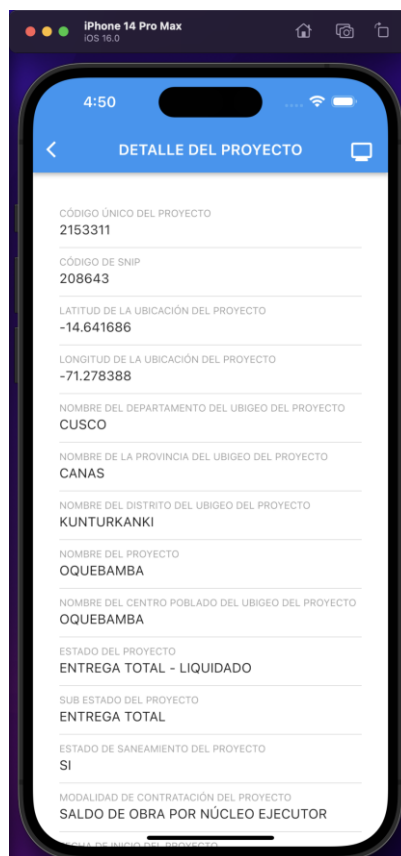 iPhone 14 Pro Max
iOS 16.0
4:50
DETALLE DEL PROYECTO
CÓDIGO ÚNICO DEL PROYECTO
2153311
CÓDIGO DE SNIP
208643
LATITUD DE LA UBICACIÓN DEL PROYECTO
-14.641686
LONGITUD DE LA UBICACIÓN DEL PROYECTO
-71.278388
NOMBRE DEL DEPARTAMENTO DEL UBIGEO DEL PROYECTO
CUSCO
NOMBRE DE LA PROVINCIA DEL UBIGEO DEL PROYECTO
CANAS
NOMBRE DEL DISTRITO DEL UBIGEO DEL PROYECTO
KUNTURKANKI
NOMBRE DEL PROYECTO
OQUEBAMBA
NOMBRE DEL CENTRO POBLADO DEL UBIGEO DEL PROYECTO
OQUEBAMBA
ESTADO DEL PROYECTO
ENTREGA TOTAL - LIQUIDADO
SUB ESTADO DEL PROYECTO
ENTREGA TOTAL
ESTADO DE SANEAMIENTO DEL PROYECTO
SI
MODALIDAD DE CONTRATACIÓN DEL PROYECTO
SALDO DE OBRA POR NÚCLEO EJECUTOR
FECHA DE INICIO DEL PROYECTO